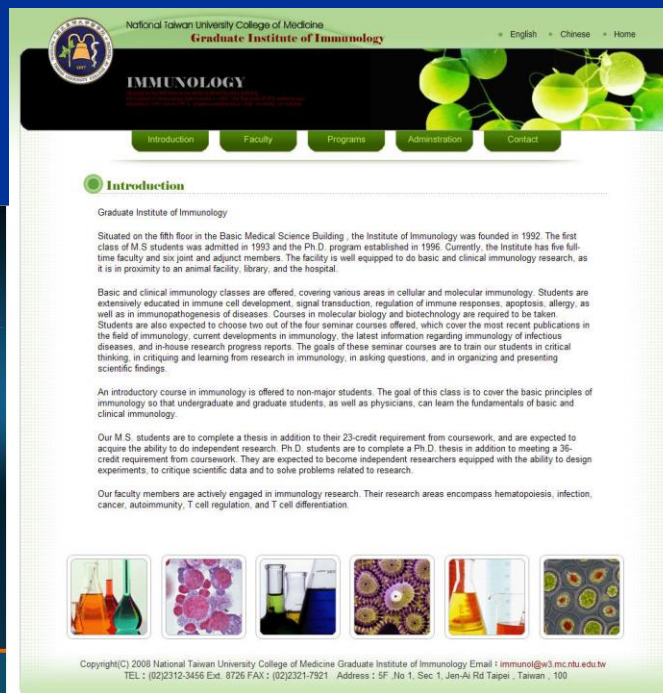 National Taiwan University College of Medicine
Graduate Institute of Immunology
English
Chinese
Home
IMMUNOLOGY
Introduction
Faculty
Programs
Adminstration
Contact
Introduction
Graduate Institute of Immunology
Situated on the fifth floor in the Basic Medical Science Building , the Institute of Immunology was founded in 1992. The first
class of M.S students was admitted in 1993 and the Ph.D. program established in 1996. Currently, the Institute has five full-
time faculty and six joint and adjunct members. The facility is well equipped to do basic and clinical immunology research, as
it is in proximity to an animal facility, library, and the hospital.
Basic and clinical immunology classes are offered, covering various areas in cellular and molecular immunology. Students are
extensively educated in immune cell development, signal transduction, regulation of immune responses, apoptosis, allergy, as
well as in immunopathogenesis of diseases. Courses in molecular biology and biotechnology are required to be taken.
Students are also expected to choose two out of the four seminar courses offered, which cover the most recent publications in
the field of immunology, current developments in immunology, the latest information regarding immunology of infectious
diseases, and in-house research progress reports. The goals of these seminar courses are to train our students in critical
thinking, in critiquing and learning from research in immunology, in asking questions, and in organizing and presenting
scientific findings.
An introductory course in immunology is offered to non-major students. The goal of this class is to cover the basic principles of
immunology so that undergraduate and graduate students, as well as physicians, can learn the fundamentals of basic and
clinical immunology.
Our M.S. students are to complete a thesis in addition to their 23-credit requirement from coursework, and are expected to
acquire the ability to do independent research. Ph.D. students are to complete a Ph.D. thesis in addition to meeting a 36-
credit requirement from coursework. They are expected to become independent researchers equipped with the ability to design
experiments, to critique scientific data and to solve problems related to research.
Our faculty members are actively engaged in immunology research. Their research areas encompass hematopoiesis, infection,
cancer, autoimmunity, T cell regulation, and T cell differentiation.
Copyright(C) 2008 National Taiwan University College of Medicine Graduate Institute of Immunology Email：immunol@w3.mc.ntu.edu.tw
TEL：(02)2312-3456 Ext. 8726 FAX：(02)2321-7921 Address：5F ,No 1, Sec 1, Jen-Ai Rd Taipei , Taiwan , 100